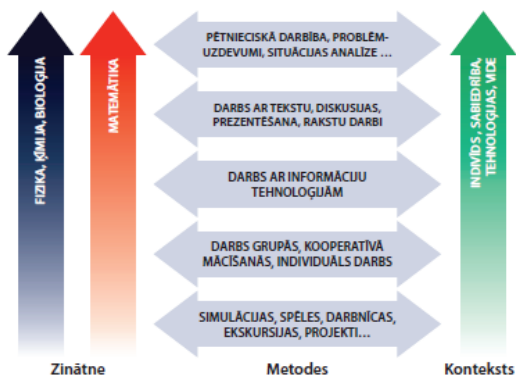 FIZIKA, ĶĪMIJA, BIOLOĢIJA
MATEMĀTIKA
PĒTNIECISKĀ DARBĪBA, PROBLĒM-
UZDEVUMI, SITUĀCIJAS ANALĪZE ...
DARBS AR TEKSTU, DISKUSIJAS,
PREZENTĒŠANA, RAKSTU DARBI
DARBS AR INFORMĀCIJU
TEHNOLOĢIJĀM
DARBS GRUPĀS, KOOPERATĪVĀ
MĀCĪŠANĀS, INDIVIDUĀLS DARBS
SIMULĀCIJAS, SPĒLES, DARBNĪCAS,
EKSKURSIJAS, PROJEKTI...
INDIVĪDS, SABIEDRĪBA,
TEHNOLOĢIJAS, VIDE
Zinātne Metodes Konteksts